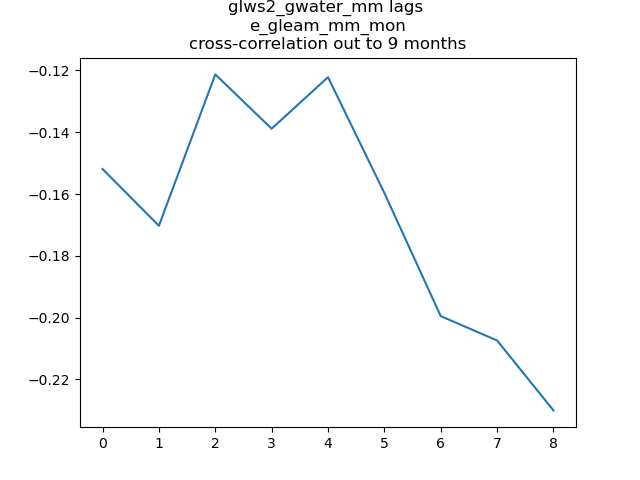 glws2_gwater_mm lags
e_gleam_mm_mon
cross-correlation out to 9 months
−0.12
−0.14
−0.16
−0.18
−0.20
−0.22
0 1 2 3 4 5 6 7 8